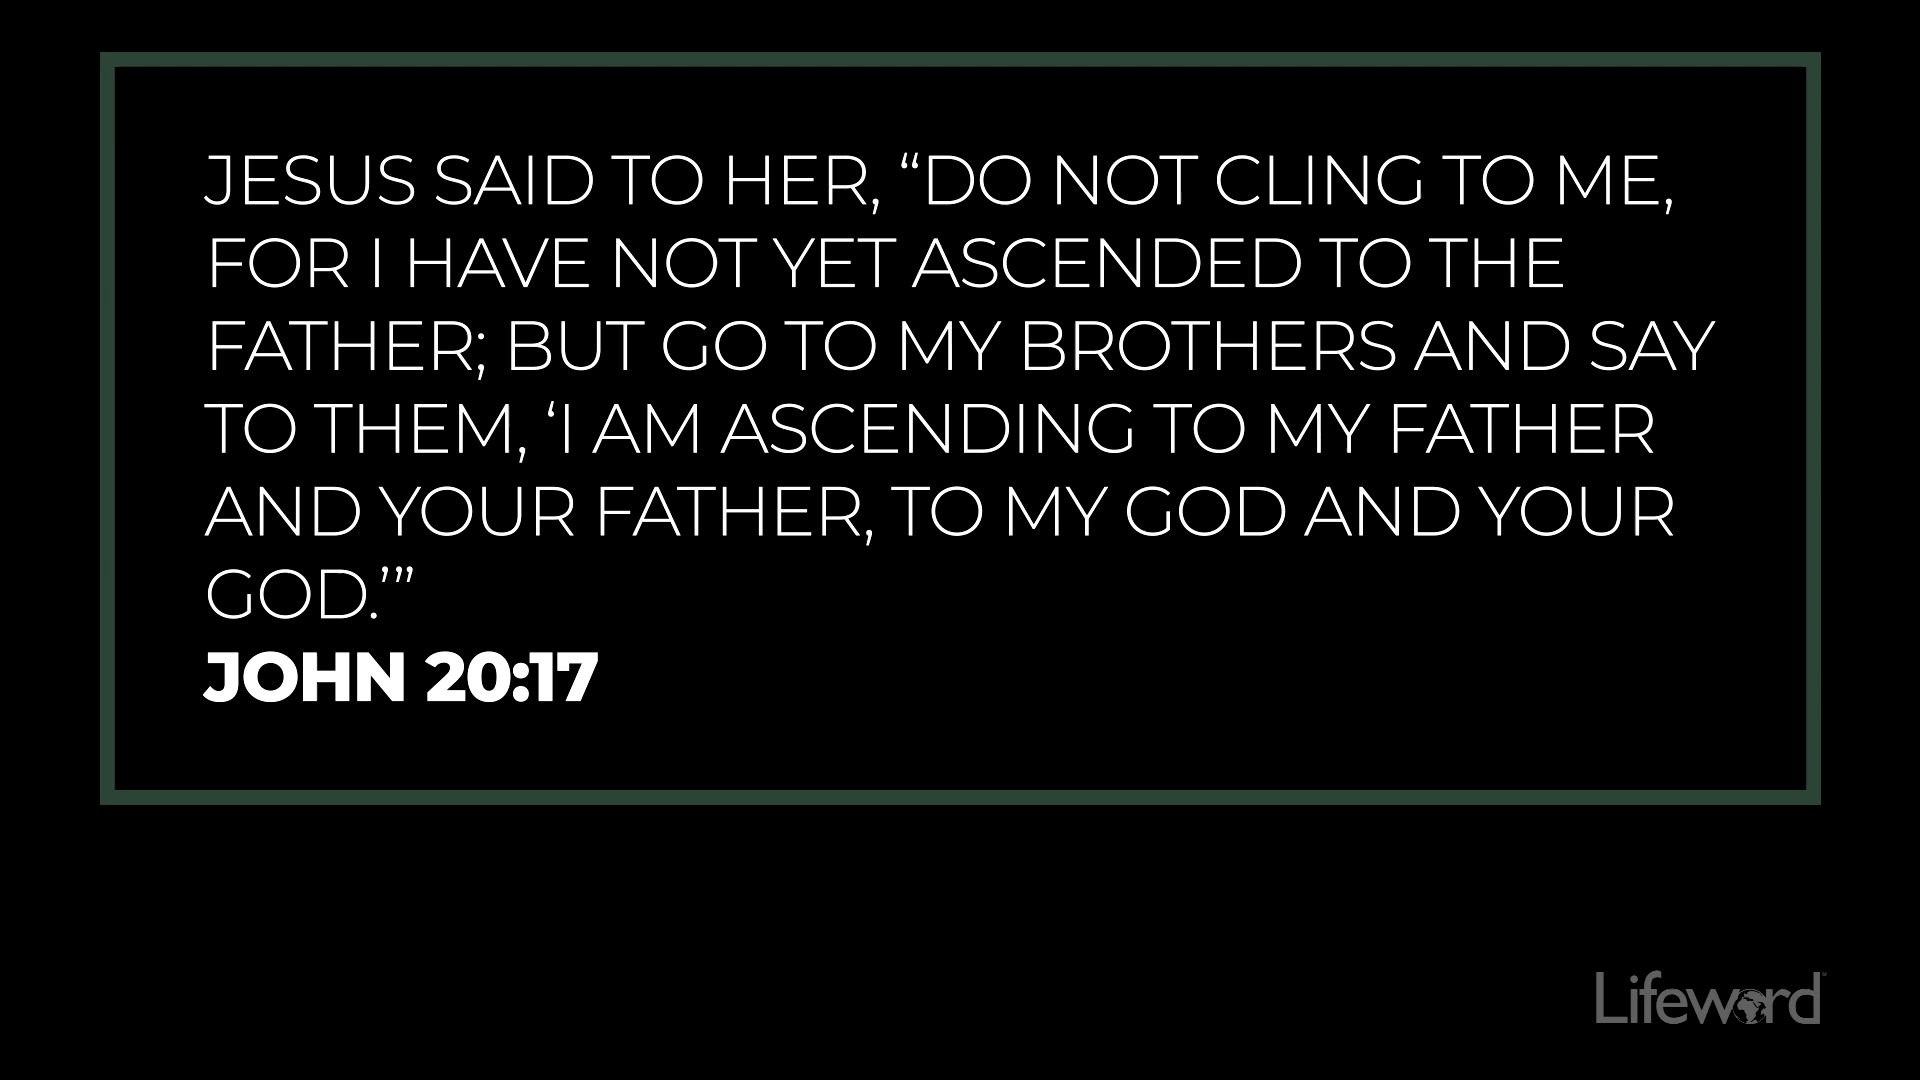 JESUS SAID TO HER, “DO NOT CLING TO ME,
FOR I HAVE NOT YET ASCENDED TO THE
FATHER; BUT GO TO MY BROTHERS AND SAY
TO THEM, ‘I AM ASCENDING TO MY FATHER
AND YOUR FATHER, TO MY GOD AND YOUR
GOD.’”
JOHN 20:17
Lifeword